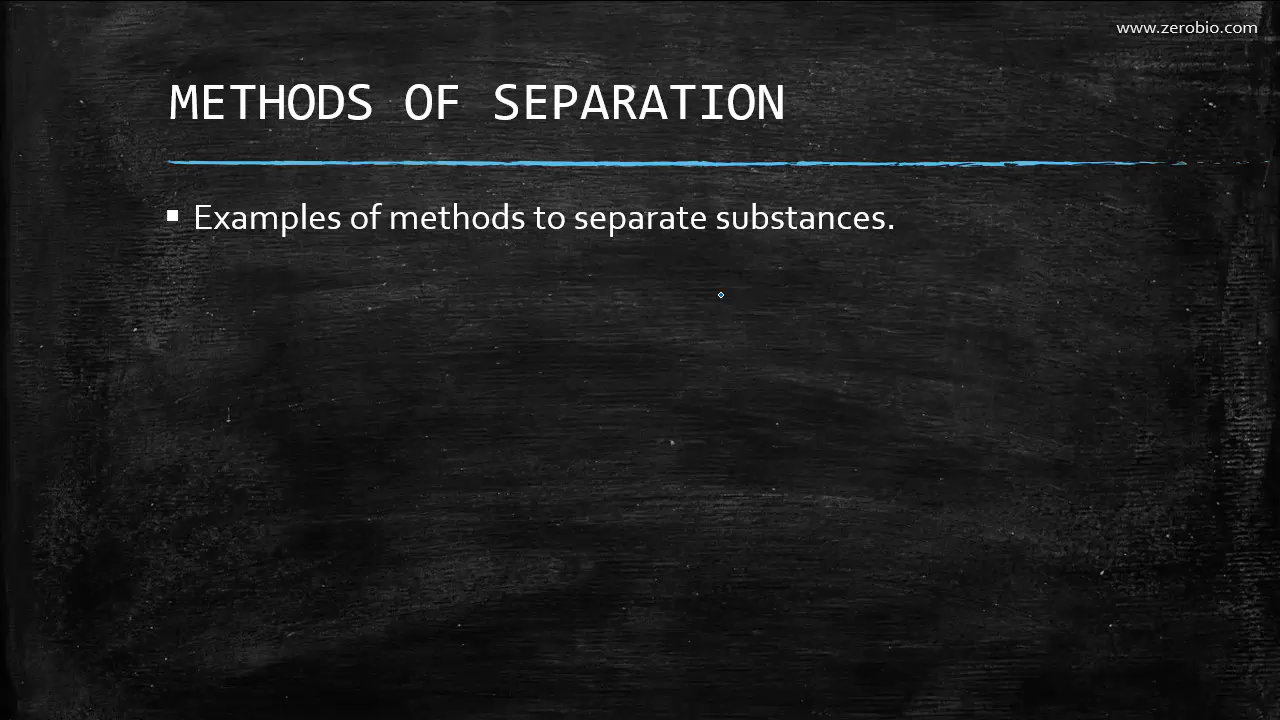 www.zerobio.com
METHODS OF SEPARATION
Examples of methods to separate substances.